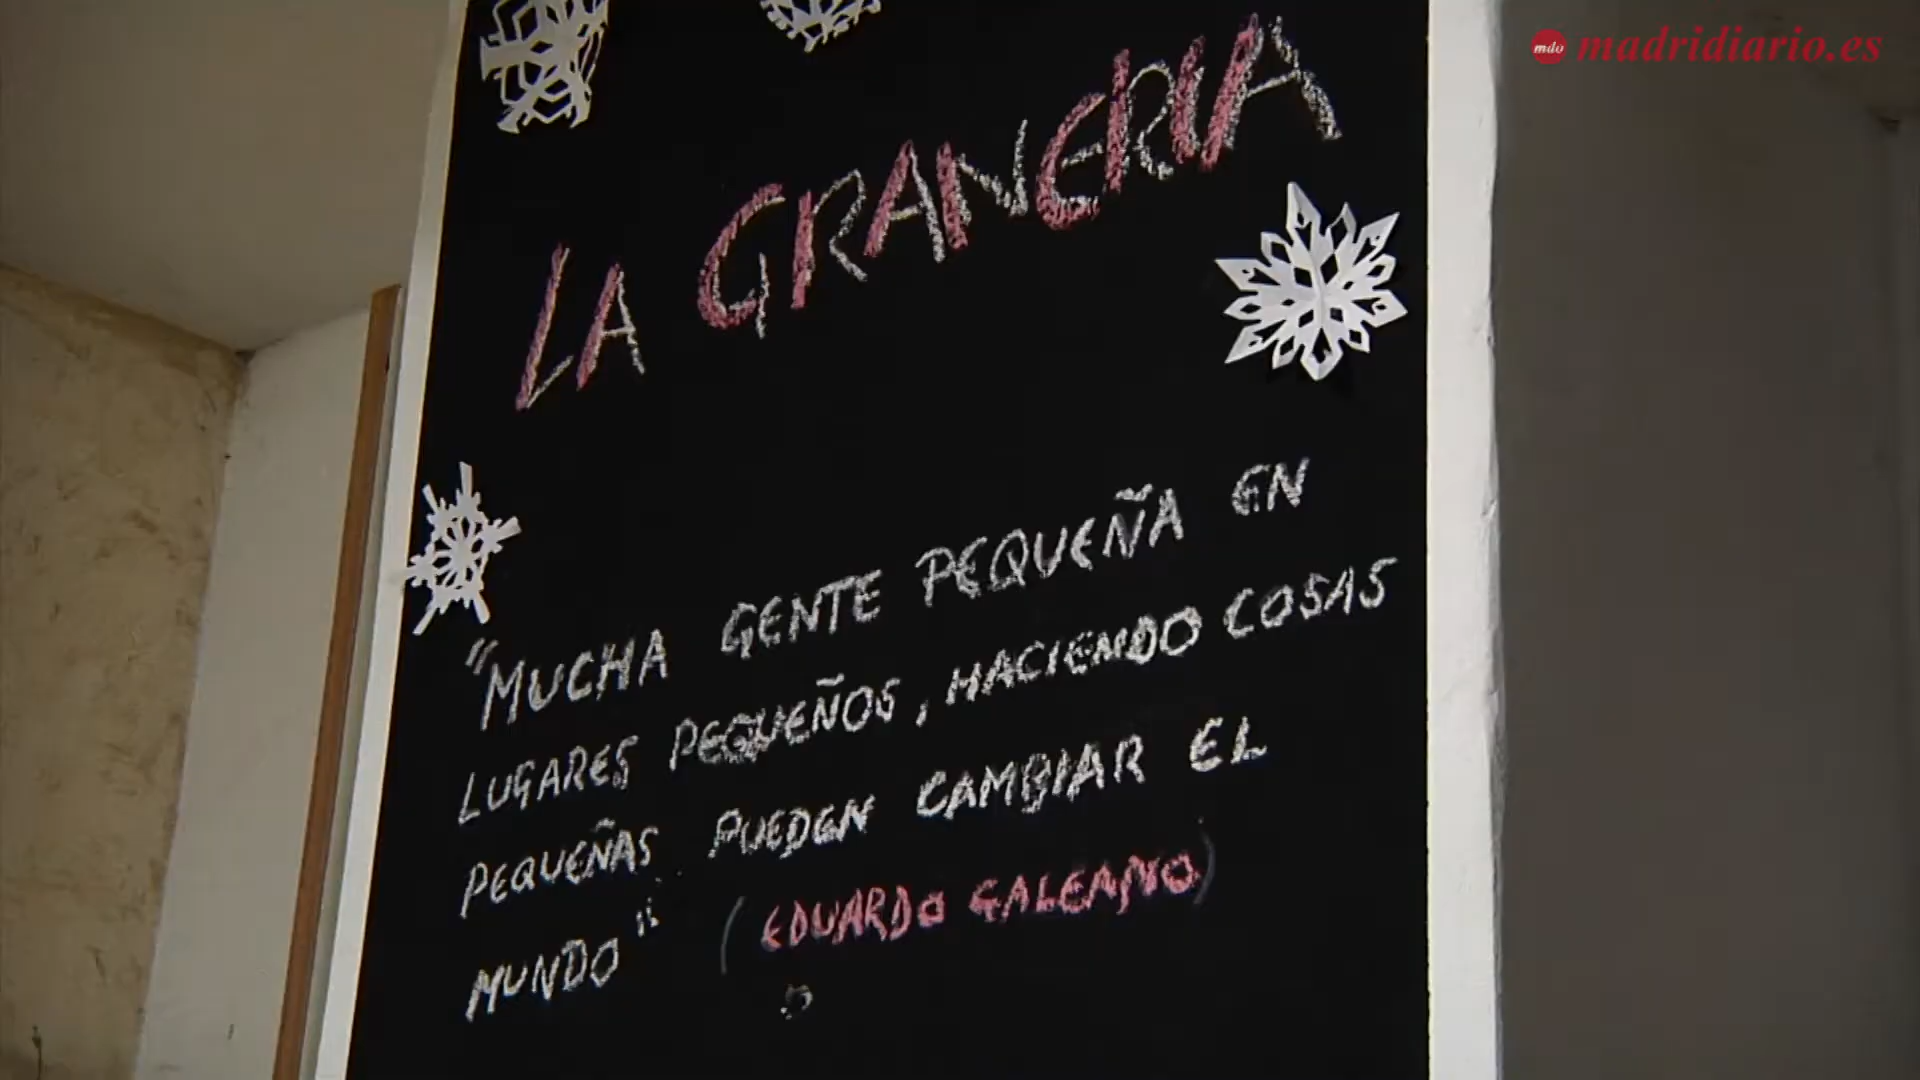 mdo madridiario.es
LA GRANERIA
"MUCHA GENTE PEQUEÑA EN
LUGARES PEQUEÑOS, HACIENDO COSAS
PEQUEÑAS PUEDEN CAMBIAR EL
MUNDO" (EDUARDO GALEANO)